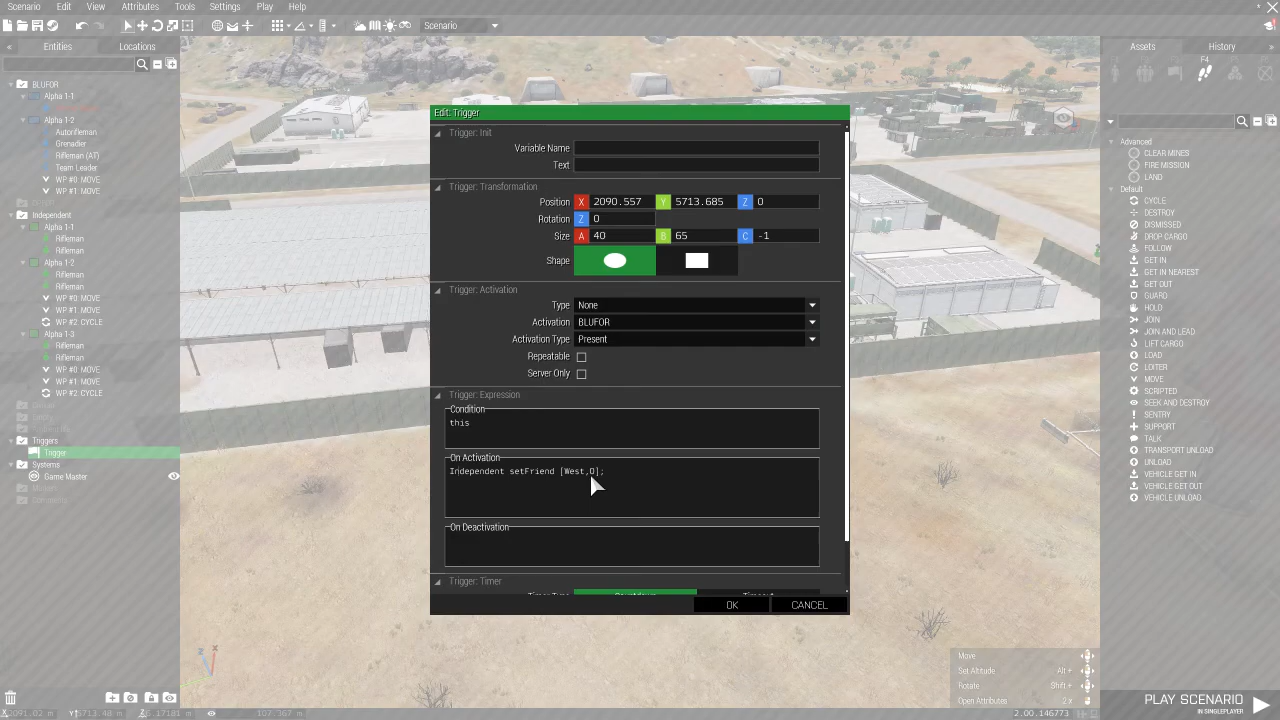 Scenario Edit View Attributes Tools Settings Play Help
Scenario
Entities Locations
BLUFOR
Alpha 1-1
Alpha 1-2
Autorifleman
Grenadier
Rifleman (AT)
Team Leader
WP #0: MOVE
WP #1: MOVE
Independent
Alpha 1-1
Rifleman
Rifleman
Alpha 1-2
Rifleman
Rifleman
WP #0: MOVE
WP #1: MOVE
WP #2: CYCLE
Alpha 1-3
Rifleman
Rifleman
WP #0: MOVE
WP #1: MOVE
WP #2: CYCLE
Triggers
Trigger
Systems
Game Master
Edit: Trigger
Trigger: Init
Variable Name
Text
Trigger: Transformation
Position X 2090.557 Y 5713.685 Z 0
Rotation Z 0
Size A 40 B 65 C -1
Shape
Trigger: Activation
Type None
Activation BLUFOR
Activation Type Present
Repeatable
Server Only
Trigger: Expression
Condition
this
On Activation
Independent setFriend [West,0];
On Deactivation
Trigger: Timer
Timer Type Countdown Timeout
OK CANCEL
Assets History
F4
Advanced
CLEAR MINES
FIRE MISSION
LAND
Default
CYCLE
DESTROY
DISMISSED
DROP CARGO
FOLLOW
GET IN
GET IN NEAREST
GET OUT
GUARD
HOLD
JOIN
JOIN AND LEAD
LIFT CARGO
LOAD
LOITER
MOVE
SCRIPTED
SEEK AND DESTROY
SENTRY
SUPPORT
TALK
TRANSPORT UNLOAD
UNLOAD
VEHICLE GET IN
VEHICLE GET OUT
VEHICLE UNLOAD
Move
Set Altitude Alt +
Rotate Shift +
Open Attributes 2 x
PLAY SCENARIO
IN SINGLEPLAYER
107.367 m
2.00.146773